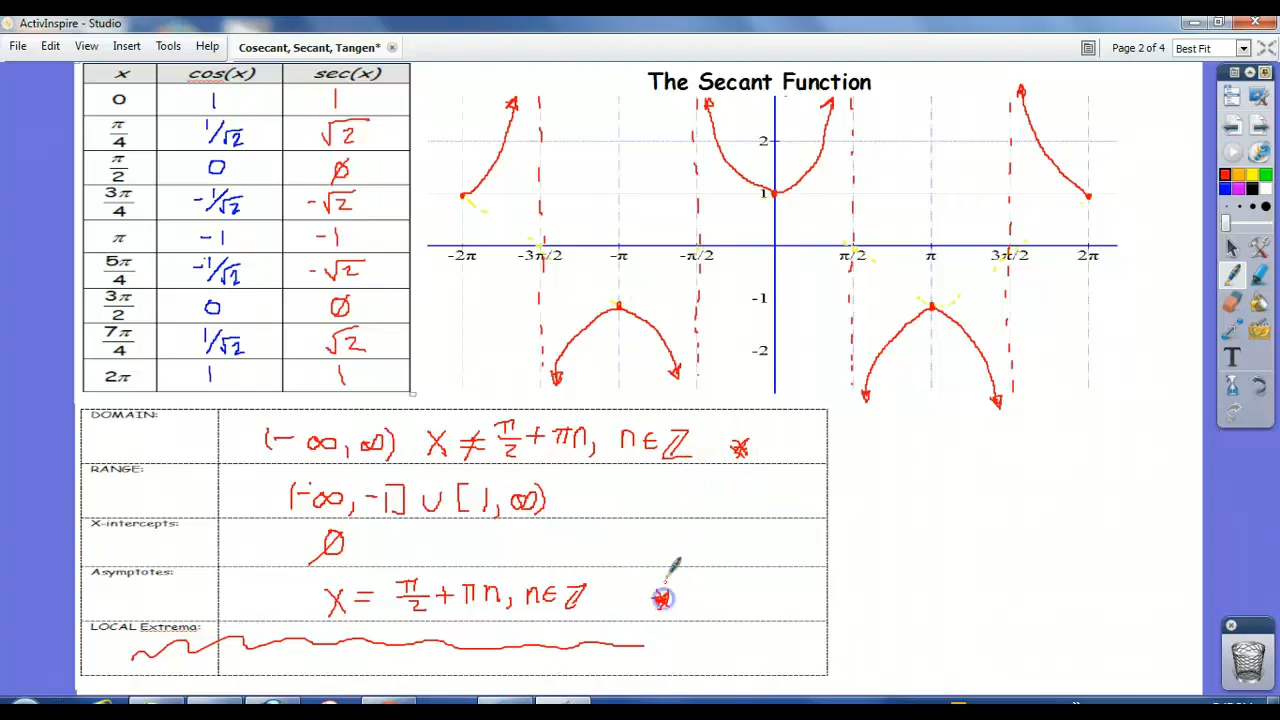 ActivInspire - Studio
File Edit View Insert Tools Help Cosecant, Secant, Tangen* Page 2 of 4 Best Fit
The Secant Function
x cos(x) sec(x)
0 1 1
π/4 1/√2 √2
π/2 0 ∅
3π/4 -1/√2 -√2
π -1 -1
5π/4 -1/√2 -√2
3π/2 0 ∅
7π/4 1/√2 √2
2π 1 1
2
1
-2π -3π/2 -π -π/2 π/2 π 3π/2 2π
-1
-2
DOMAIN: (-∞, ∞) x ≠ π/2 + πn, n ∈ ℤ *
RANGE: (-∞, -1] ∪ [1, ∞)
X-intercepts: ∅
Asymptotes: x = π/2 + πn, n ∈ ℤ *
LOCAL Extrema: